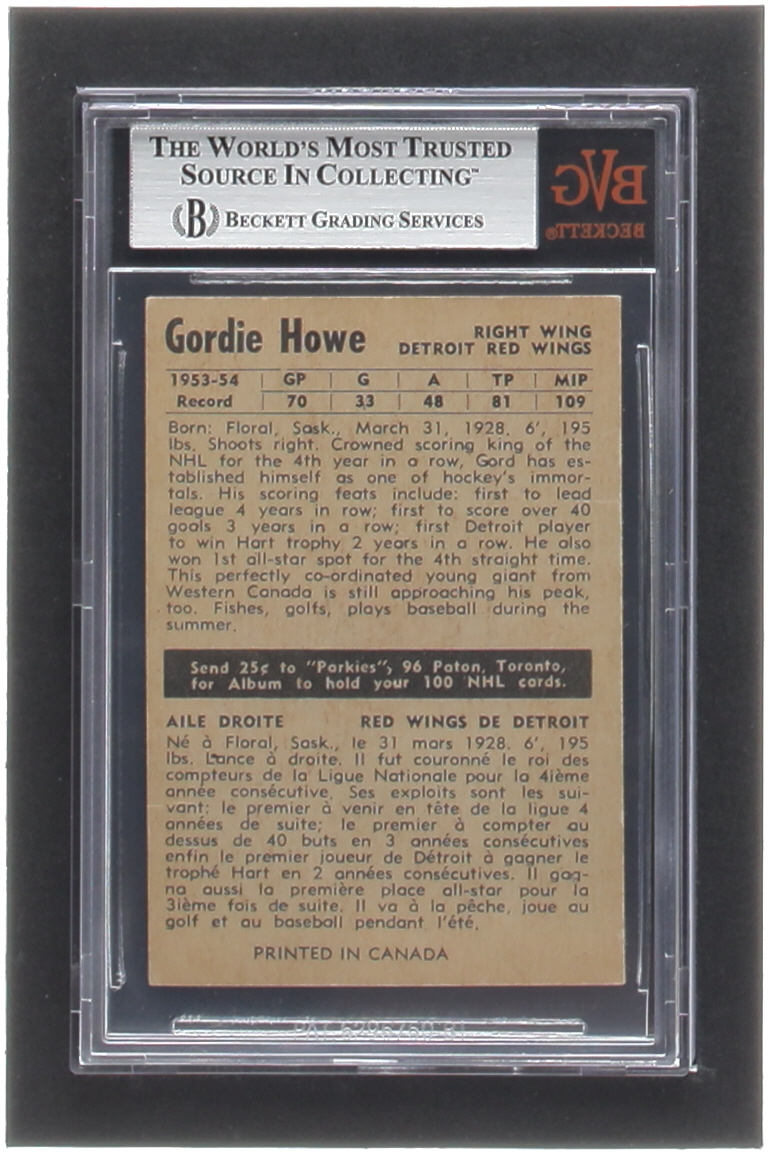 THE WORLD'S MOST TRUSTED
SOURCE IN COLLECTING™
B BECKETT GRADING SERVICES
BVG
BECKETT®
Gordie Howe
RIGHT WING
DETROIT RED WINGS
1953-54 | GP | G | A | TP | MIP
Record | 70 | 33 | 48 | 81 | 109
Born: Floral, Sask., March 31, 1928. 6', 195
lbs. Shoots right. Crowned scoring king of the
NHL for the 4th year in a row, Gord has es-
tablished himself as one of hockey's immor-
tals. His scoring feats include: first to lead
league 4 years in row; first to score over 40
goals 3 years in a row; first Detroit player
to win Hart trophy 2 years in a row. He also
won 1st all-star spot for the 4th straight time.
This perfectly co-ordinated young giant from
Western Canada is still approaching his peak,
too. Fishes, golfs, plays baseball during the
summer.
Send 25¢ to "Parkies", 96 Paton, Toronto,
for Album to hold your 100 NHL cards.
AILE DROITE RED WINGS DE DETROIT
Né à Floral, Sask., le 31 mars 1928. 6', 195
lbs. Lance à droite. Il fut couronné le roi des
compteurs de la Ligue Nationale pour la 4ième
année consécutive. Ses exploits sont les sui-
vant: le premier à venir en tête de la ligue 4
années de suite; le premier à compter au
dessus de 40 buts en 3 années consécutives
enfin le premier joueur de Détroit à gagner le
trophé Hart en 2 années consécutives. Il gag-
na aussi la première place all-star pour la
3ième fois de suite. Il va à la pêche, joue au
golf et au baseball pendant l'été.
PRINTED IN CANADA